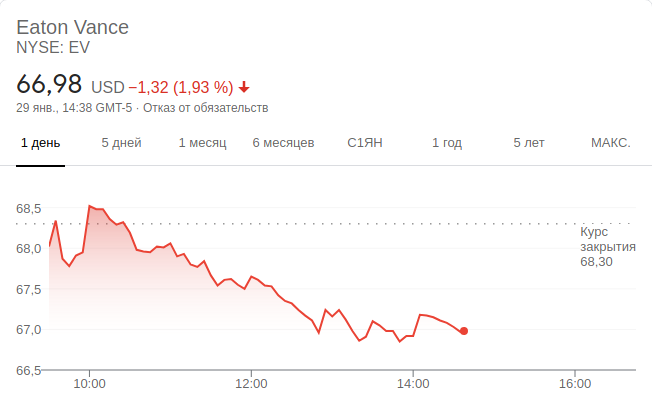 Eaton Vance
NYSE: EV
66,98 USD −1,32 (1,93 %)
29 янв., 14:38 GMT-5 · Отказ от обязательств
1 день 5 дней 1 месяц 6 месяцев С1ЯН 1 год 5 лет МАКС.
68,5
Курс
закрытия
68,30
68,0
67,5
67,0
66,5
10:00 12:00 14:00 16:00